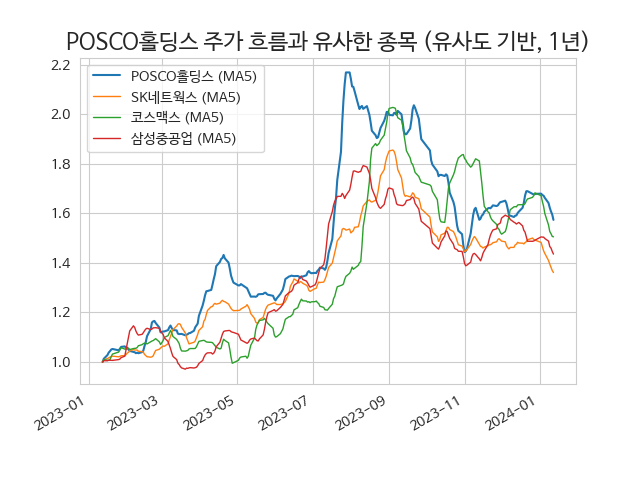 POSCO홀딩스 주가 흐름과 유사한 종목 (유사도 기반, 1년)
POSCO홀딩스 (MA5)
SK네트웍스 (MA5)
코스맥스 (MA5)
삼성중공업 (MA5)
2.2
2.0
1.8
1.6
1.4
1.2
1.0
2023-01
2023-03
2023-05
2023-07
2023-09
2023-11
2024-01